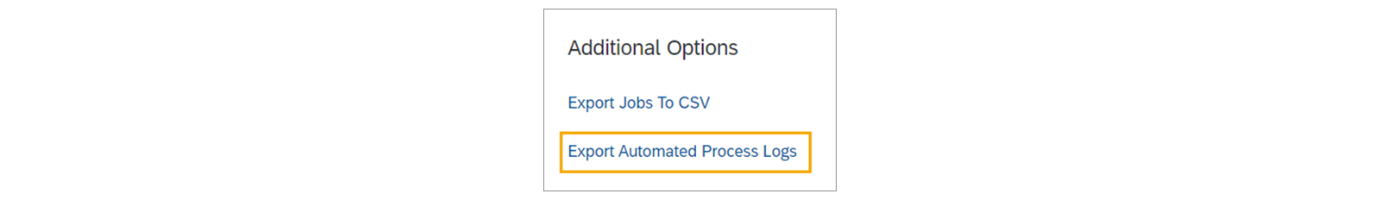 Additional Options
Export Jobs To CSV
Export Automated Process Logs